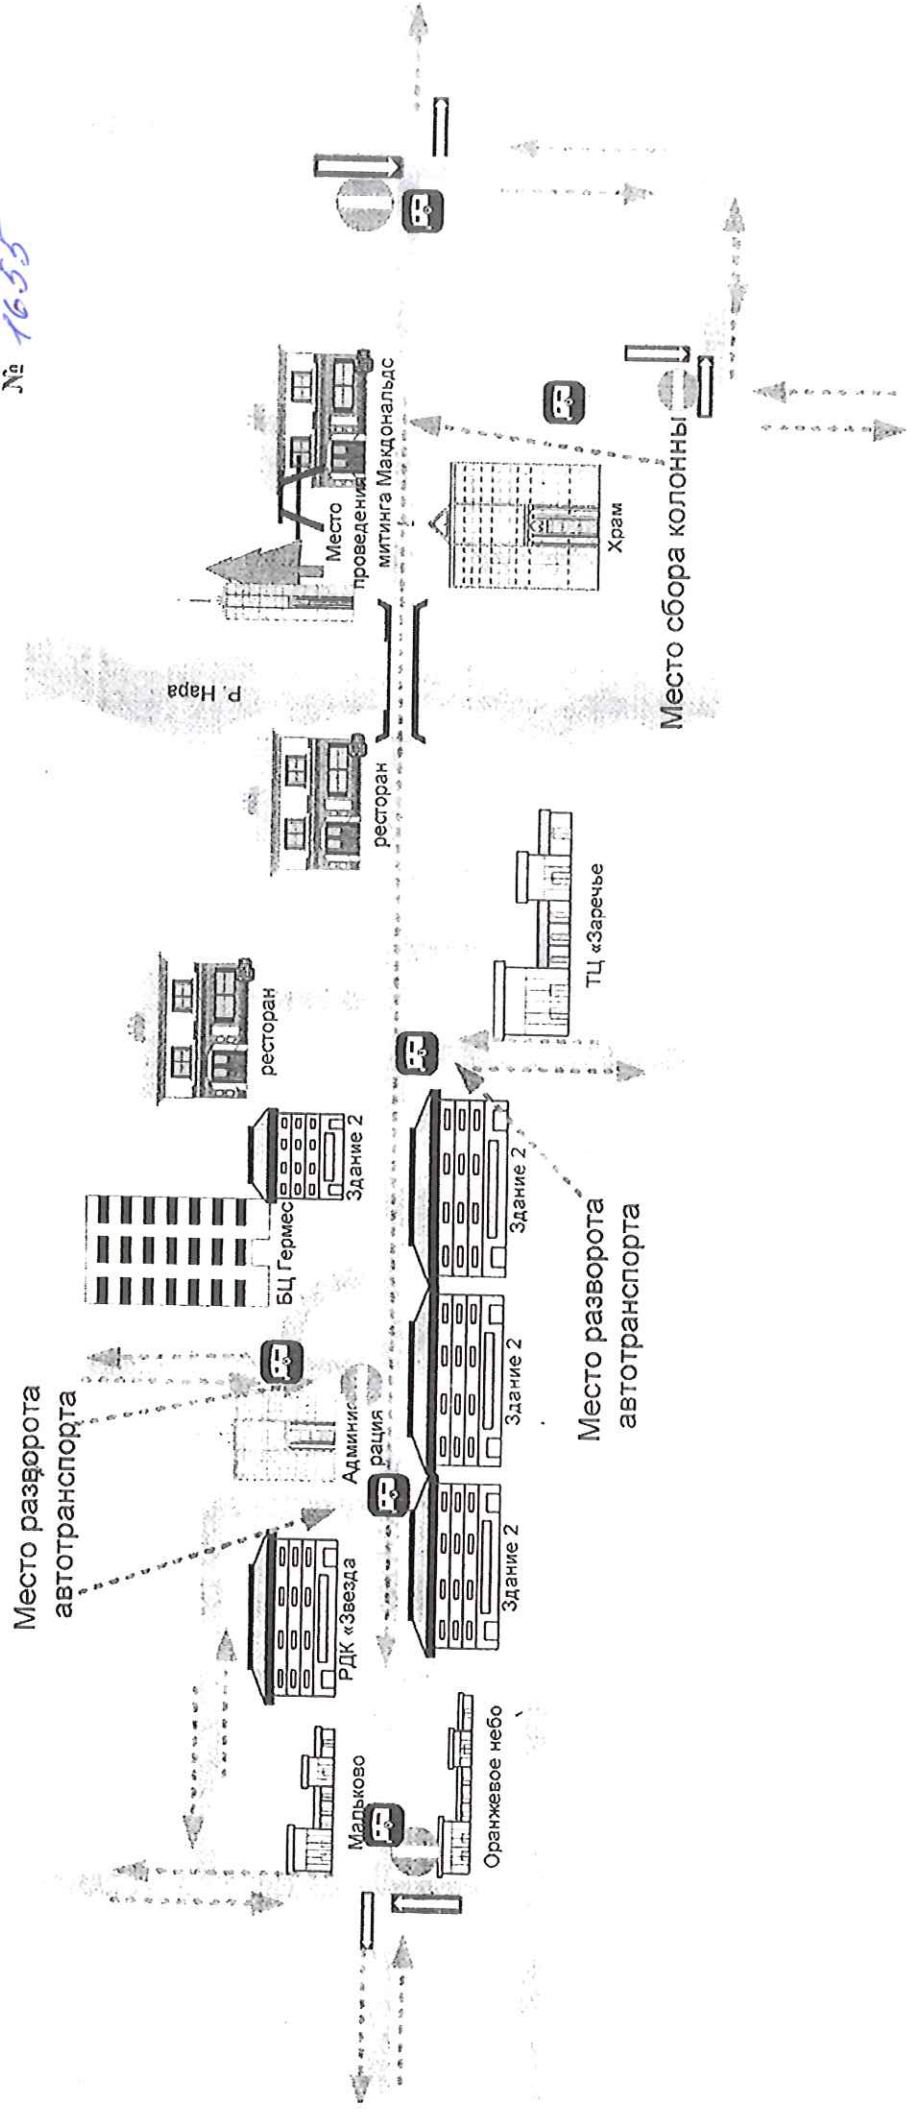 № 1655
Место разворота
автотранспорта
БЦ Гермес
ресторан
Р. Нара
Место
проведения
митинга Макдональдс
Здание 2
ресторан
РДК «Звезда
Админис
рация
Мальково
Оранжевое небо
Здание 2
Здание 2
Здание 2
ТЦ «Заречье
Храм
Место разворота
автотранспорта
Место сбора колонны